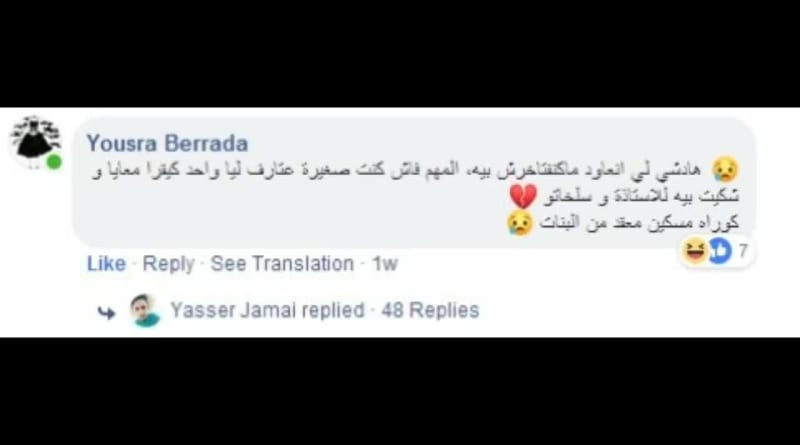 Yousra Berrada
😢 هادشي لي انعاود ماكنفتاخرش بيه، المهم فاش كنت صغيرة عتارف ليا واحد كيقرا معايا و
شكيت بيه للاستاذة و سلخاتو 💔
كوراه مسكين معقد من البنات 😢
7
Like · Reply · See Translation · 1w
Yasser Jamai replied · 48 Replies